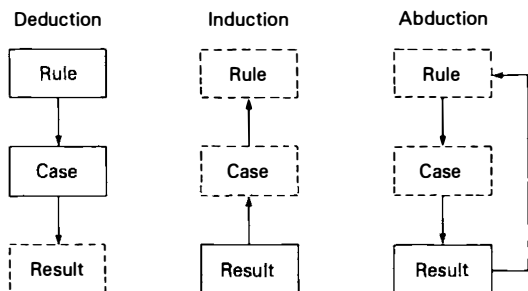 Deduction
Induction
Abduction
Rule
Rule
Rule
Case
Case
Case
Result
Result
Result